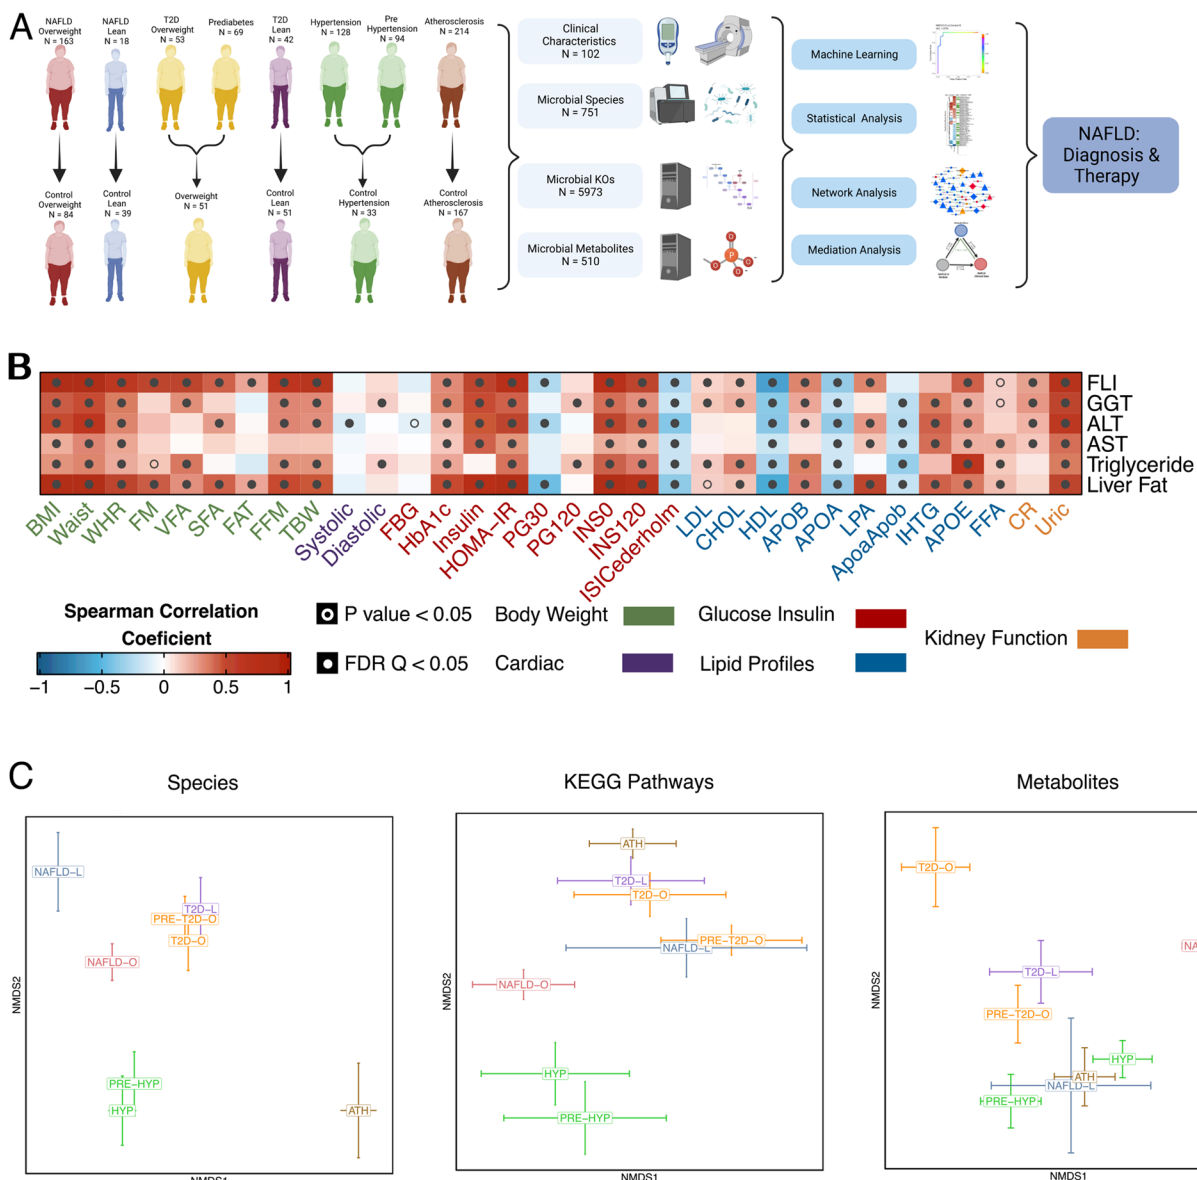 A
NAFLD
Overweight
N = 163
NAFLD
Lean
N = 18
T2D
Overweight
N = 53
Prediabetes
N = 69
T2D
Lean
N = 42
Hypertension
N = 128
Pre
Hypertension
N = 94
Atherosclerosis
N = 214
Control
Overweight
N = 84
Control
Lean
N = 39
Overweight
N = 51
Control
Lean
N = 51
Control
Hypertension
N = 33
Control
Atherosclerosis
N = 167
Clinical
Characteristics
N = 102
Microbial Species
N = 751
Microbial KOs
N = 5973
Microbial Metabolites
N = 510
P
O
O
O
O
Machine Learning
Statistical Analysis
Network Analysis
Mediation Analysis
NAFLD:
Diagnosis &
Therapy
B
FLI
GGT
ALT
AST
Triglyceride
Liver Fat
BMI
Waist
WHR
FM
VFA
SFA
FAT
FFM
TBW
Systolic
Diastolic
FBG
HbA1c
Insulin
HOMA-IR
PG30
PG120
INS0
INS120
ISICederholm
LDL
CHOL
HDL
APOB
APOA
LPA
ApoaApob
IHTG
APOE
FFA
CR
Uric
Spearman Correlation
Coeficient
-1 -0.5 0 0.5 1
P value < 0.05
FDR Q < 0.05
Body Weight
Cardiac
Glucose Insulin
Lipid Profiles
Kidney Function
C
Species
NMDS2
NAFLD-L
T2D-L
PRE-T2D-O
T2D-O
NAFLD-O
PRE-HYP
HYP
ATH
NMDS1
KEGG Pathways
NMDS2
ATH
T2D-L
T2D-O
PRE-T2D-O
NAFLD-L
NAFLD-O
HYP
PRE-HYP
NMDS1
Metabolites
NMDS2
T2D-O
NA
T2D-L
PRE-T2D-O
HYP
ATH
NAFLD-L
PRE-HYP
NMDS1